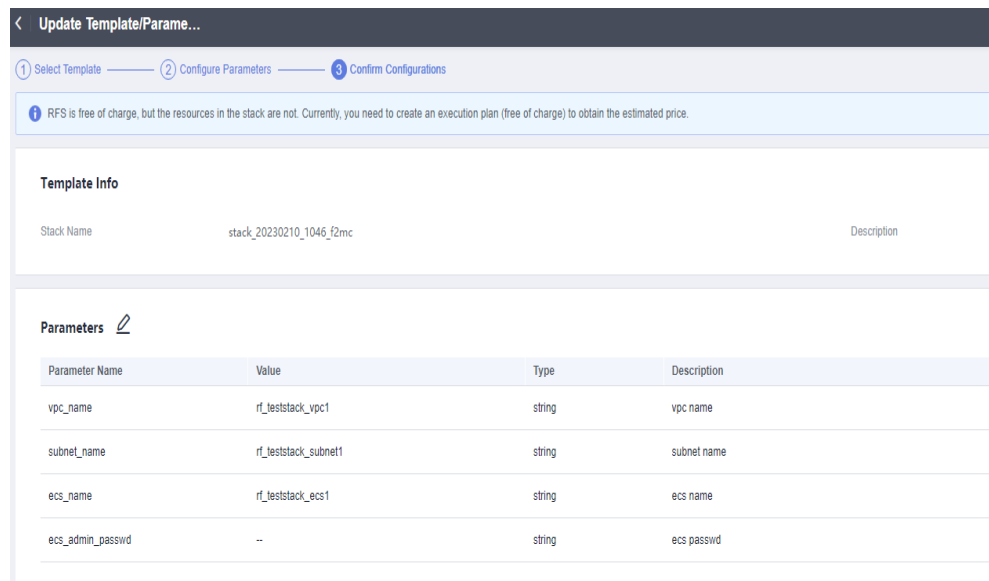 Update Template/Parame...
1 Select Template 2 Configure Parameters 3 Confirm Configurations
RFS is free of charge, but the resources in the stack are not. Currently, you need to create an execution plan (free of charge) to obtain the estimated price.
Template Info
Stack Name stack_20230210_1046_f2mc Description
Parameters
Parameter Name Value Type Description
vpc_name rf_teststack_vpc1 string vpc name
subnet_name rf_teststack_subnet1 string subnet name
ecs_name rf_teststack_ecs1 string ecs name
ecs_admin_passwd -- string ecs passwd